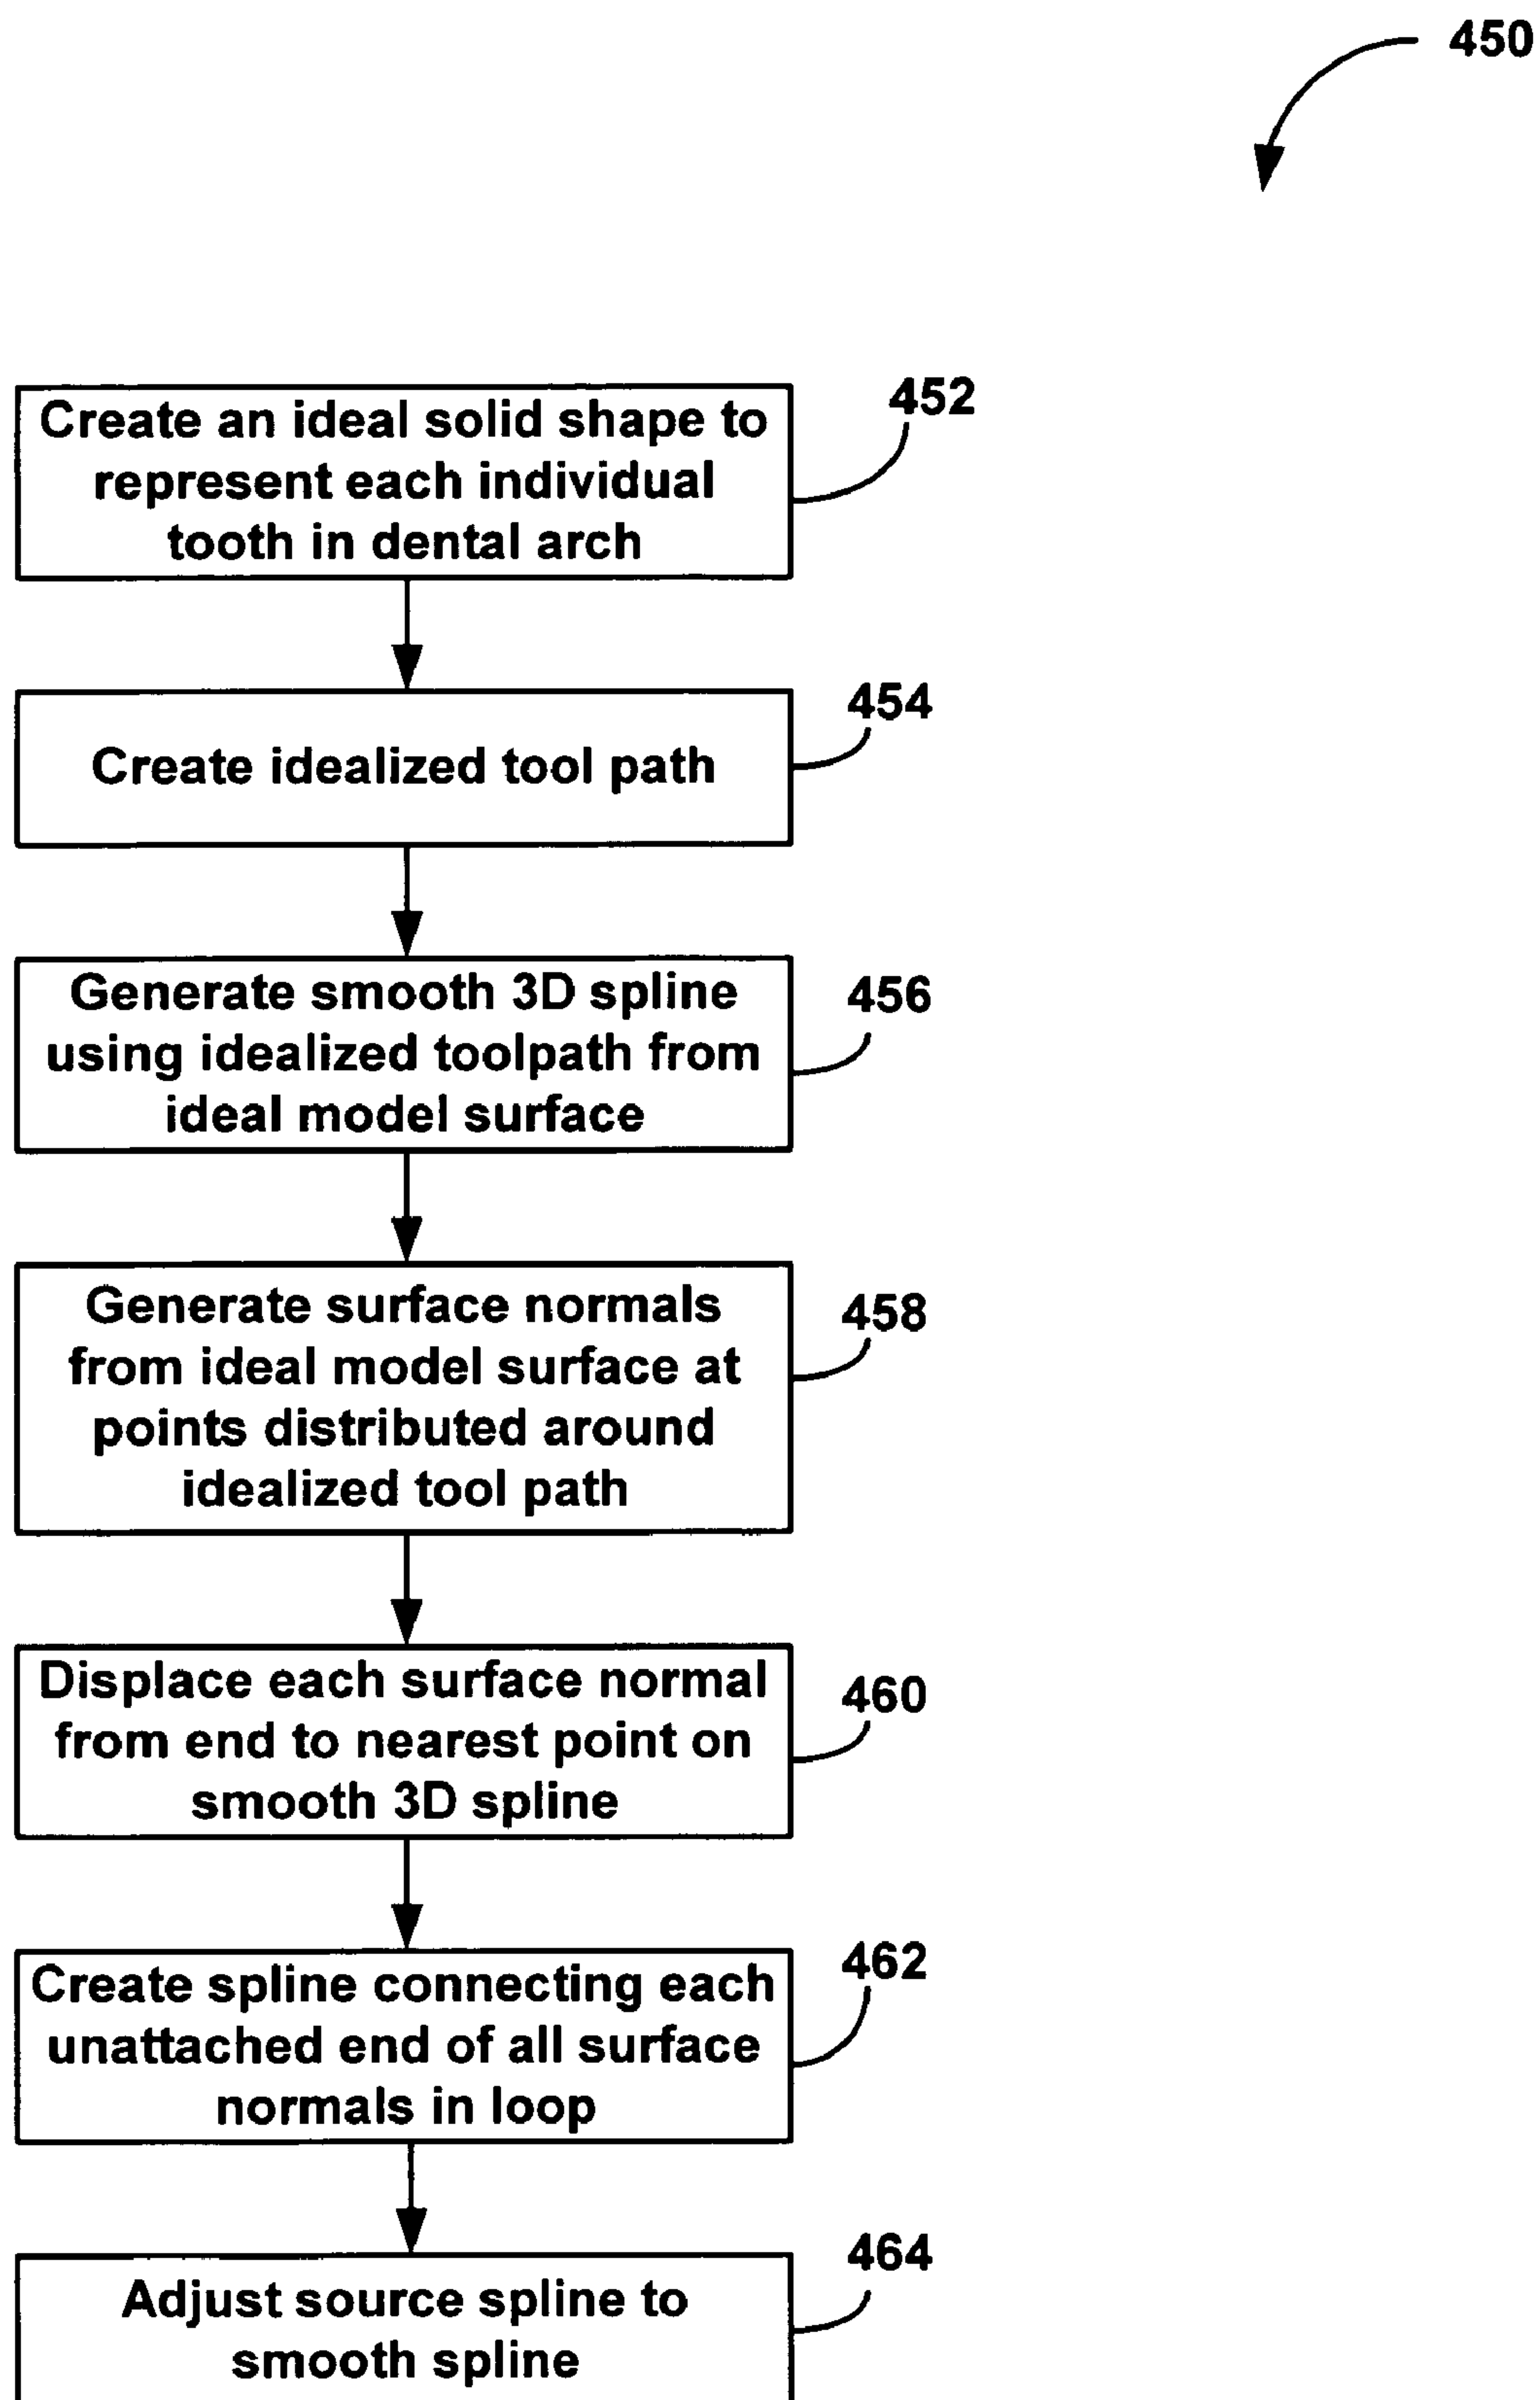 450
Create an ideal solid shape to
represent each individual
tooth in dental arch
452
Create idealized tool path
454
Generate smooth 3D spline
using idealized toolpath from
ideal model surface
456
Generate surface normals
from ideal model surface at
points distributed around
idealized tool path
458
Displace each surface normal
from end to nearest point on
smooth 3D spline
460
Create spline connecting each
unattached end of all surface
normals in loop
462
Adjust source spline to
smooth spline
464